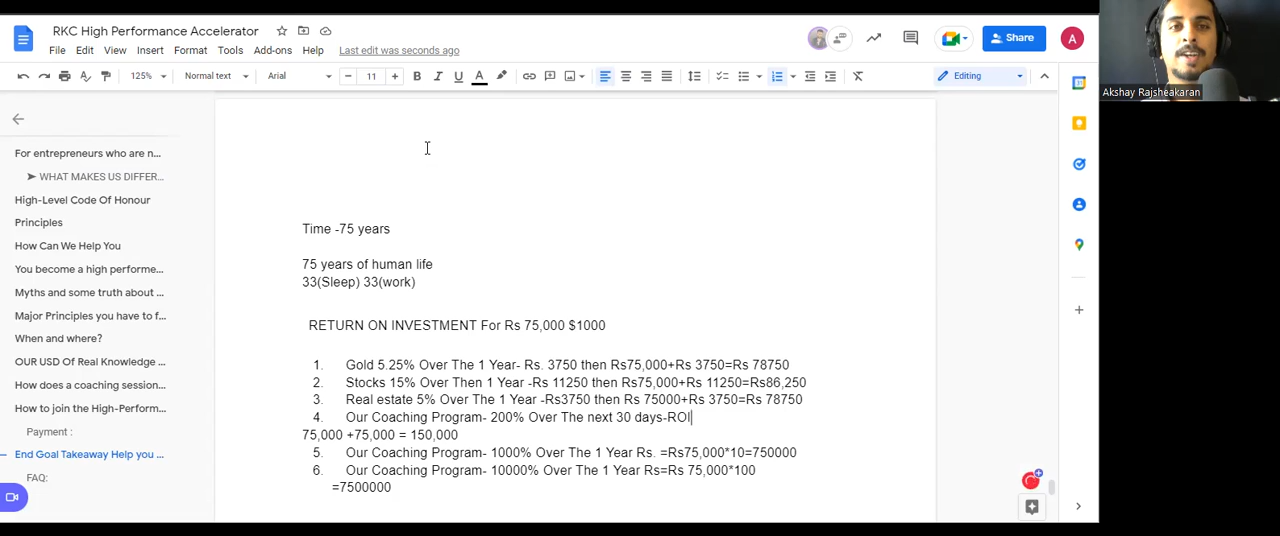 RKC High Performance Accelerator
File Edit View Insert Format Tools Add-ons Help Last edit was seconds ago
Share
A
125% Normal text Arial 11 B I U A Editing
Akshay Rajsheakaran
For entrepreneurs who are n...
➤ WHAT MAKES US DIFFER...
High-Level Code Of Honour
Principles
How Can We Help You
You become a high performe...
Myths and some truth about ...
Major Principles you have to f...
When and where?
OUR USD Of Real Knowledge ...
How does a coaching session...
How to join the High-Perform...
Payment :
End Goal Takeaway Help you ...
FAQ:
Time -75 years
75 years of human life
33(Sleep) 33(work)
RETURN ON INVESTMENT For Rs 75,000 $1000
1. Gold 5.25% Over The 1 Year- Rs. 3750 then Rs75,000+Rs 3750=Rs 78750
2. Stocks 15% Over Then 1 Year -Rs 11250 then Rs75,000+Rs 11250=Rs86,250
3. Real estate 5% Over The 1 Year -Rs3750 then Rs 75000+Rs 3750=Rs 78750
4. Our Coaching Program- 200% Over The next 30 days-ROI
75,000 +75,000 = 150,000
5. Our Coaching Program- 1000% Over The 1 Year Rs. =Rs75,000*10=750000
6. Our Coaching Program- 10000% Over The 1 Year Rs=Rs 75,000*100
=7500000